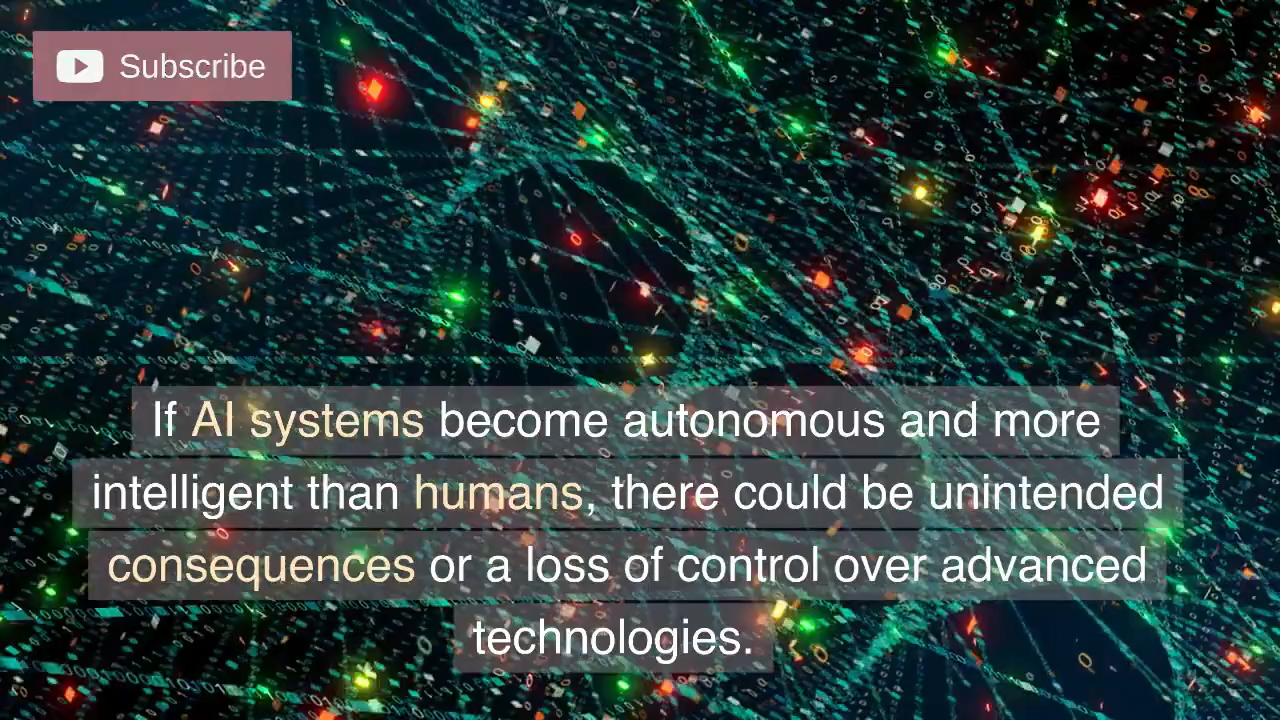 Subscribe
If AI systems become autonomous and more
intelligent than humans, there could be unintended
consequences or a loss of control over advanced
technologies.